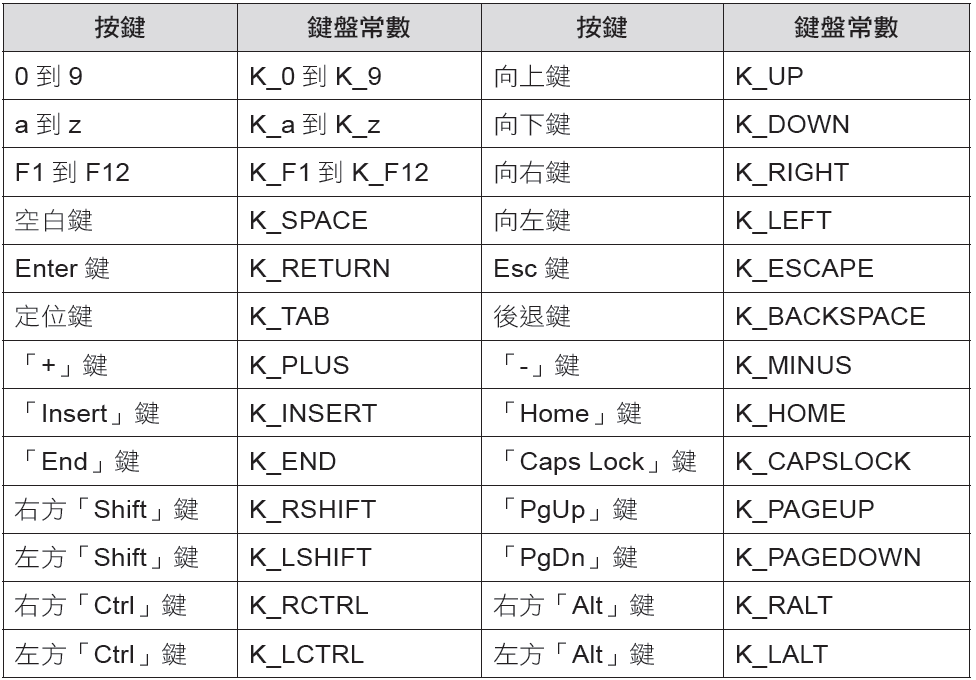 按鍵 鍵盤常數 按鍵 鍵盤常數
0 到 9 K_0 到 K_9 向上鍵 K_UP
a 到 z K_a 到 K_z 向下鍵 K_DOWN
F1 到 F12 K_F1 到 K_F12 向右鍵 K_RIGHT
空白鍵 K_SPACE 向左鍵 K_LEFT
Enter 鍵 K_RETURN Esc 鍵 K_ESCAPE
定位鍵 K_TAB 後退鍵 K_BACKSPACE
「+」鍵 K_PLUS 「-」鍵 K_MINUS
「Insert」鍵 K_INSERT 「Home」鍵 K_HOME
「End」鍵 K_END 「Caps Lock」鍵 K_CAPSLOCK
右方「Shift」鍵 K_RSHIFT 「PgUp」鍵 K_PAGEUP
左方「Shift」鍵 K_LSHIFT 「PgDn」鍵 K_PAGEDOWN
右方「Ctrl」鍵 K_RCTRL 右方「Alt」鍵 K_RALT
左方「Ctrl」鍵 K_LCTRL 左方「Alt」鍵 K_LALT